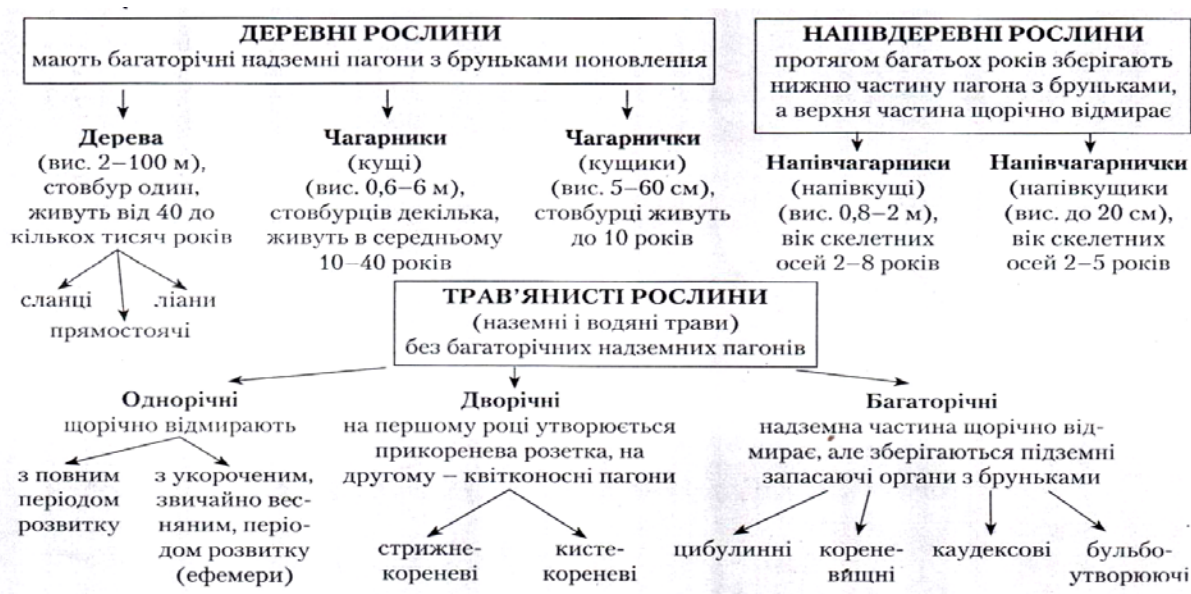 ДЕРЕВНІ РОСЛИНИ
мають багаторічні надземні пагони з бруньками поновлення
НАПІВДЕРЕВНІ РОСЛИНИ
протягом багатьох років зберігають
нижню частину пагона з бруньками,
а верхня частина щорічно відмирає
Дерева
(вис. 2–100 м),
стовбур один,
живуть від 40 до
кількох тисяч років
сланці
прямостоячі
ліани
Чагарники
(кущі)
(вис. 0,6–6 м),
стовбурців декілька,
живуть в середньому
10–40 років
Чагарнички
(кущики)
(вис. 5–60 см),
стовбурці живуть
до 10 років
Напівчагарники
(напівкущі)
(вис. 0,8–2 м),
вік скелетних
осей 2–8 років
Напівчагарнички
(напівкущики
(вис. до 20 см),
вік скелетних
осей 2–5 років
ТРАВ’ЯНИСТІ РОСЛИНИ
(наземні і водяні трави)
без багаторічних надземних пагонів
Однорічні
щорічно відмирають
з повним
періодом
розвитку
з укороченим,
звичайно вес-
няним, періо-
дом розвитку
(ефемери)
Дворічні
на першому році утворюється
прикоренева розетка, на
другому – квітконосні пагони
стрижне-
кореневі
кисте-
кореневі
Багаторічні
надземна частина щорічно від-
мирає, але зберігаються підземні
запасаючі органи з бруньками
цибулинні
корене-
вищні
каудексові
бульбо-
утворюючі